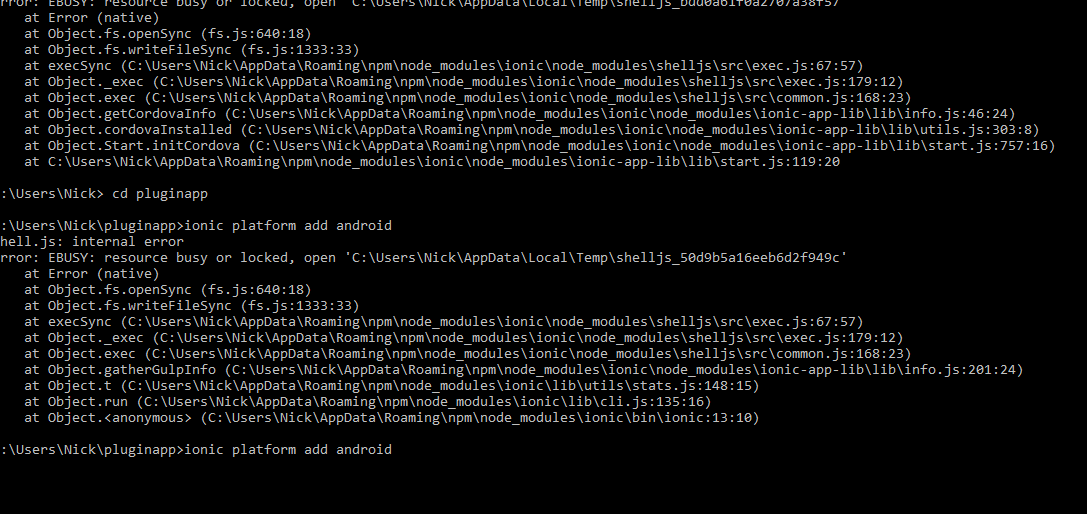 rror: EBUSY: resource busy or locked, open 'C:\Users\Nick\AppData\Local\Temp\shelljs_bdd0a61f0a2707a38f57'
at Error (native)
at Object.fs.openSync (fs.js:640:18)
at Object.fs.writeFileSync (fs.js:1333:33)
at execSync (C:\Users\Nick\AppData\Roaming\npm\node_modules\ionic\node_modules\shelljs\src\exec.js:67:57)
at Object._exec (C:\Users\Nick\AppData\Roaming\npm\node_modules\ionic\node_modules\shelljs\src\exec.js:179:12)
at Object.exec (C:\Users\Nick\AppData\Roaming\npm\node_modules\ionic\node_modules\shelljs\src\common.js:168:23)
at Object.getCordovaInfo (C:\Users\Nick\AppData\Roaming\npm\node_modules\ionic\node_modules\ionic-app-lib\lib\info.js:46:24)
at Object.cordovaInstalled (C:\Users\Nick\AppData\Roaming\npm\node_modules\ionic\node_modules\ionic-app-lib\lib\utils.js:303:8)
at Object.Start.initCordova (C:\Users\Nick\AppData\Roaming\npm\node_modules\ionic\node_modules\ionic-app-lib\lib\start.js:757:16)
at C:\Users\Nick\AppData\Roaming\npm\node_modules\ionic\node_modules\ionic-app-lib\lib\start.js:119:20
:\Users\Nick> cd pluginapp
:\Users\Nick\pluginapp>ionic platform add android
hell.js: internal error
rror: EBUSY: resource busy or locked, open 'C:\Users\Nick\AppData\Local\Temp\shelljs_50d9b5a16eeb6d2f949c'
at Error (native)
at Object.fs.openSync (fs.js:640:18)
at Object.fs.writeFileSync (fs.js:1333:33)
at execSync (C:\Users\Nick\AppData\Roaming\npm\node_modules\ionic\node_modules\shelljs\src\exec.js:67:57)
at Object._exec (C:\Users\Nick\AppData\Roaming\npm\node_modules\ionic\node_modules\shelljs\src\exec.js:179:12)
at Object.exec (C:\Users\Nick\AppData\Roaming\npm\node_modules\ionic\node_modules\shelljs\src\common.js:168:23)
at Object.gatherGulpInfo (C:\Users\Nick\AppData\Roaming\npm\node_modules\ionic\node_modules\ionic-app-lib\lib\info.js:201:24)
at Object.t (C:\Users\Nick\AppData\Roaming\npm\node_modules\ionic\lib\utils\stats.js:148:15)
at Object.run (C:\Users\Nick\AppData\Roaming\npm\node_modules\ionic\lib\cli.js:135:16)
at Object.<anonymous> (C:\Users\Nick\AppData\Roaming\npm\node_modules\ionic\bin\ionic:13:10)
:\Users\Nick\pluginapp>ionic platform add android